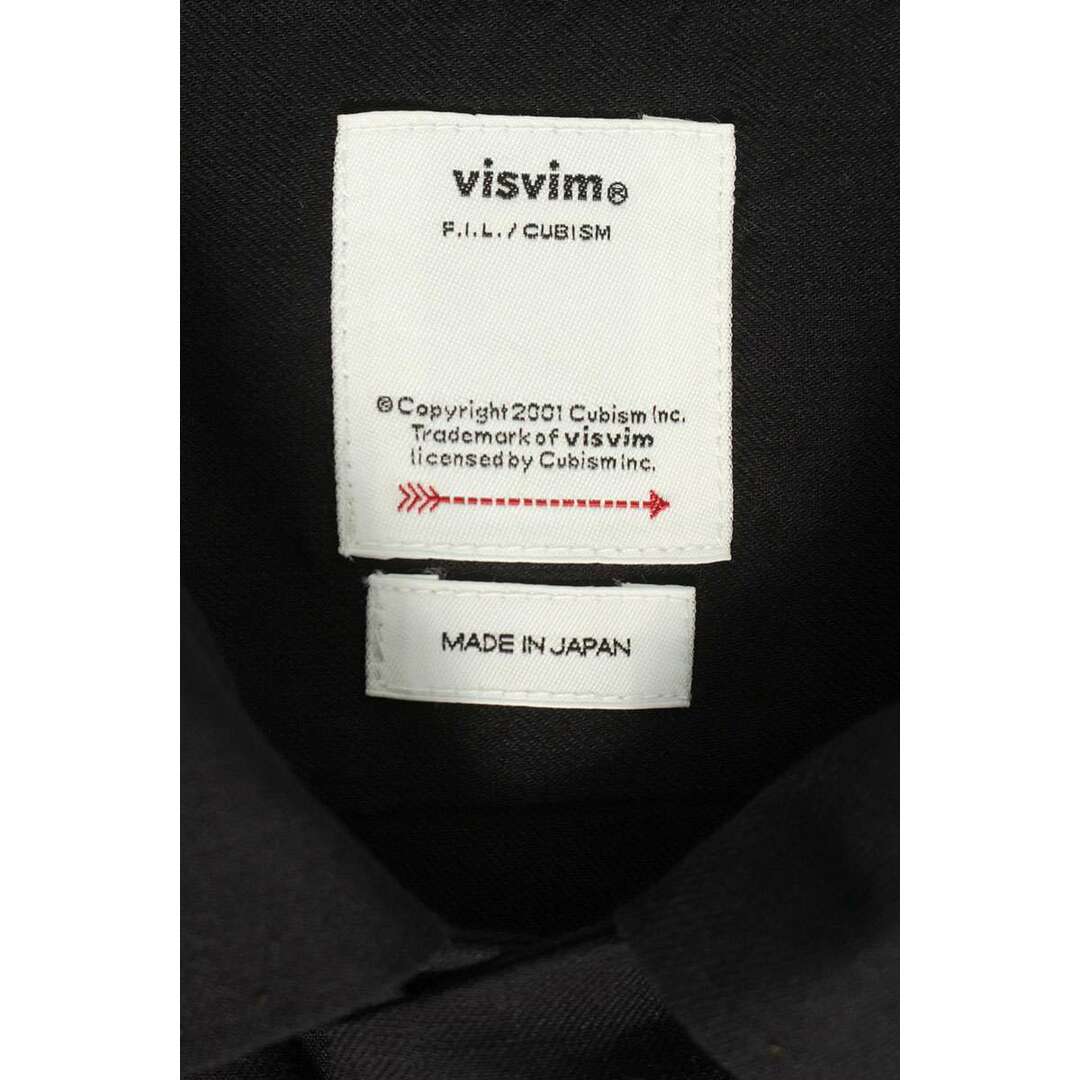 visvim®
F.I.L. / CUBISM
©Copyright 2001 Cubism Inc.
Trademark of visvim
licensed by Cubism Inc.
MADE IN JAPAN